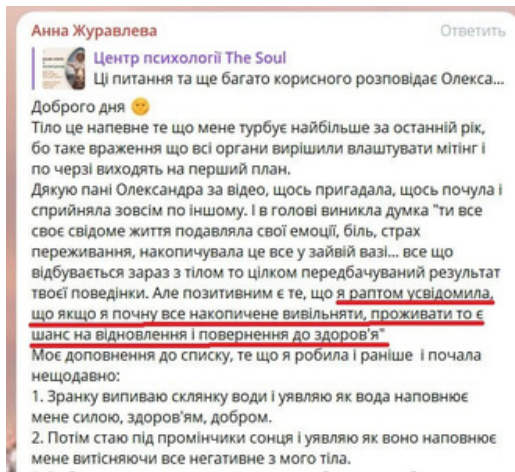 Анна Журавлева
Ответить
Центр психології The Soul
Ці питання та ще багато корисного розповідає Олекса...
Доброго дня
Тіло це напевне те що мене турбує найбільше за останній рік,
бо таке враження що всі органи вирішили влаштувати мітінг і
по черзі виходять на перший план.
Дякую пані Олександра за відео, щось пригадала, щось почула і
сприйняла зовсім по іншому. І в голові виникла думка "ти все
своє свідоме життя подавляла свої емоції, біль, страх
переживання, накопичувала це все у зайвій вазі... все що
відбувається зараз з тілом то цілком передбачуваний результат
твоєї поведінки. Але позитивним є те, що я раптом усвідомила,
що якщо я почну все накопичене вивільняти, проживати то є
шанс на відновлення і повернення до здоров'я"
Моє доповнення до списку, те що я робила і раніше і почала
нещодавно:
1. Зранку випиваю склянку води і уявляю як вода наповнює
мене силою, здоров'ям, добром.
2. Потім стаю під промінчики сонця і уявляю як воно наповнює
мене витісняючи все негативне з мого тіла.